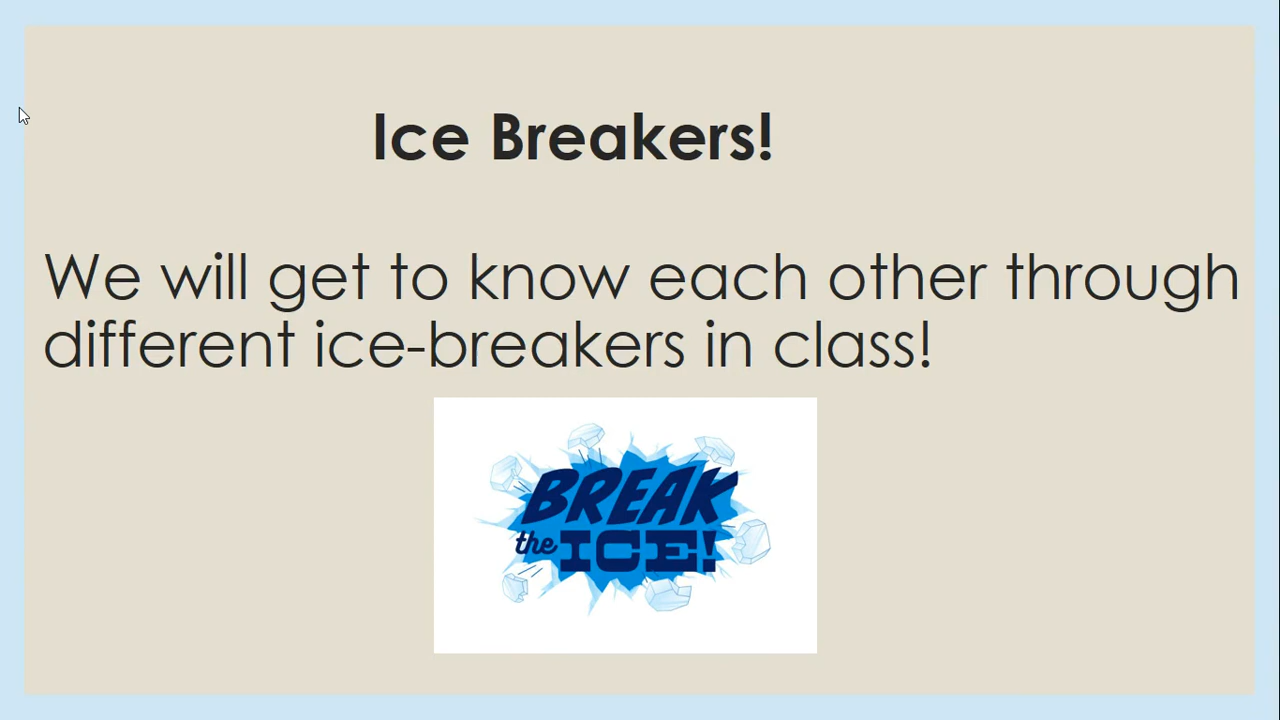 Ice Breakers!
We will get to know each other through
different ice-breakers in class!
BREAK
the ICE!